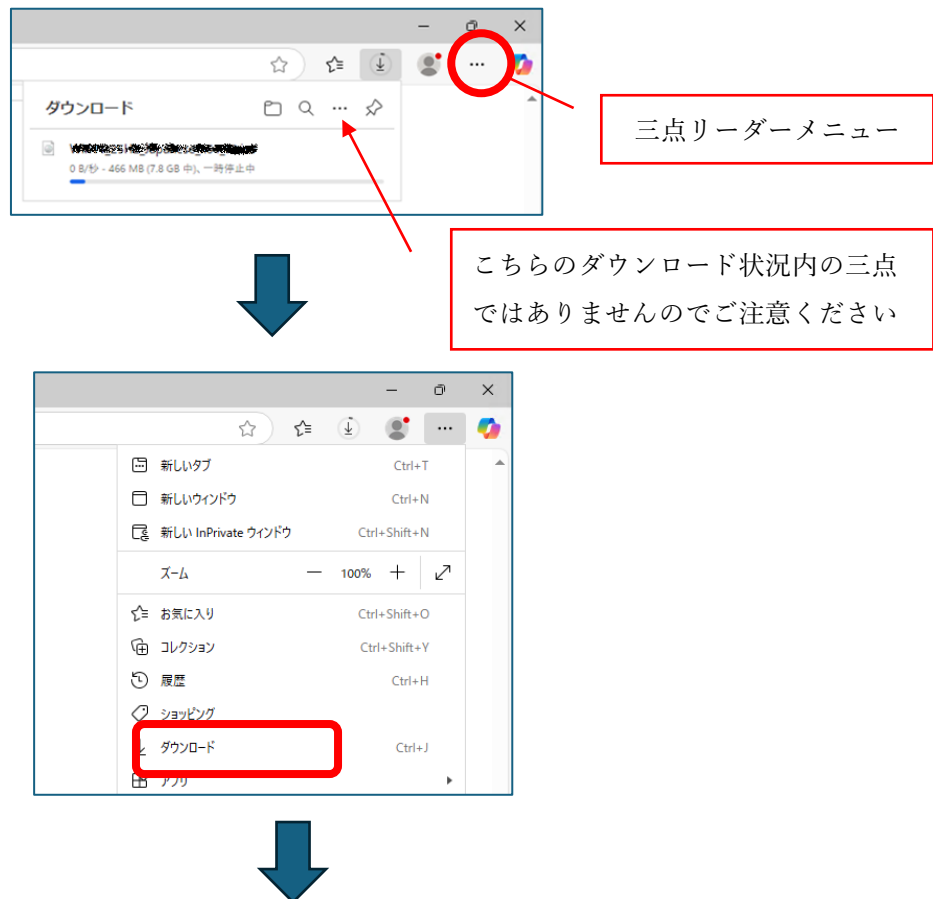 ダウンロード
0 B/秒 - 466 MB (7.8 GB 中)、一時停止中
三点リーダーメニュー
こちらのダウンロード状況内の三点
ではありませんのでご注意ください
新しいタブ Ctrl+T
新しいウィンドウ Ctrl+N
新しい InPrivate ウィンドウ Ctrl+Shift+N
ズーム 100%
お気に入り Ctrl+Shift+O
コレクション Ctrl+Shift+Y
履歴 Ctrl+H
ショッピング
ダウンロード Ctrl+J
アプリ